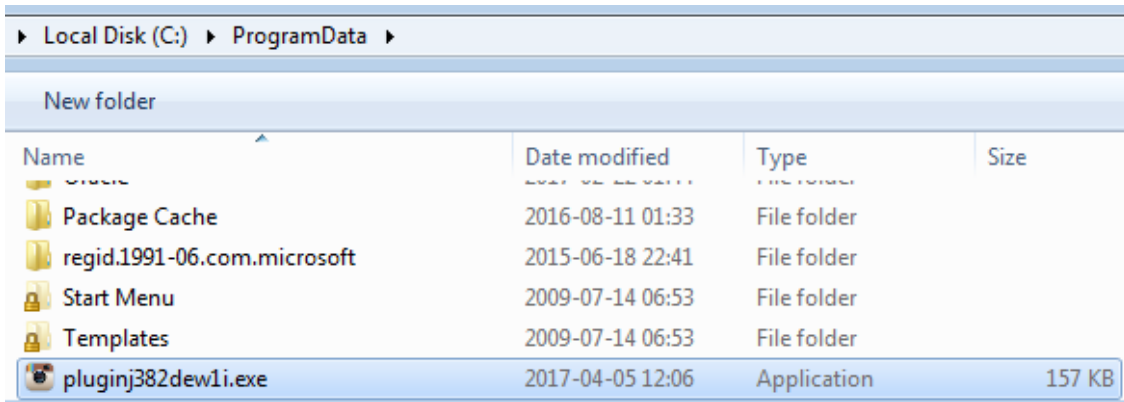 Local Disk (C:) ProgramData
New folder
Name Date modified Type Size
Package Cache 2016-08-11 01:33 File folder
regid.1991-06.com.microsoft 2015-06-18 22:41 File folder
Start Menu 2009-07-14 06:53 File folder
Templates 2009-07-14 06:53 File folder
pluginj382dew1i.exe 2017-04-05 12:06 Application 157 KB